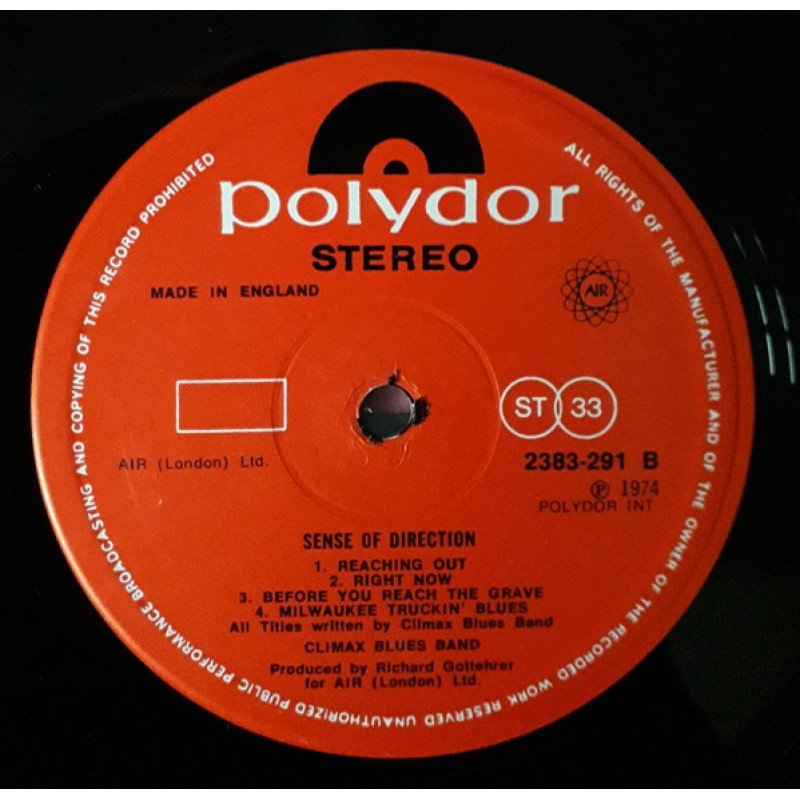 polydor
STEREO
MADE IN ENGLAND
AIR
ST 33
AIR (London) Ltd.
2383-291 B
℗ 1974
POLYDOR INT.
SENSE OF DIRECTION
1. REACHING OUT
2. RIGHT NOW
3. BEFORE YOU REACH THE GRAVE
4. MILWAUKEE TRUCKIN' BLUES
All Titles written by Climax Blues Band
CLIMAX BLUES BAND
Produced by Richard Gottehrer
for AIR (London) Ltd.
ALL RIGHTS OF THE MANUFACTURER AND OF THE OWNER OF THE RECORDED WORK RESERVED UNAUTHORIZED PUBLIC PERFORMANCE BROADCASTING AND COPYING OF THIS RECORD PROHIBITED